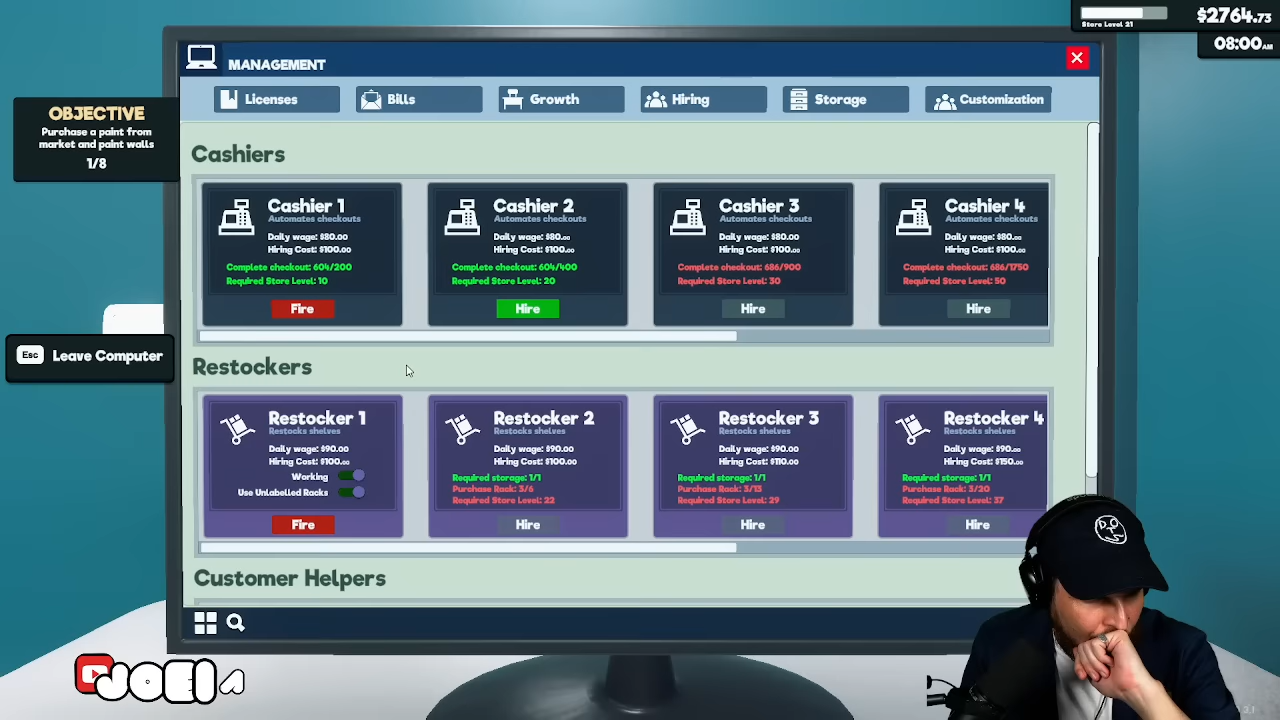 Store Level 21
$2764.73
08:00AM
MANAGEMENT
Licenses
Bills
Growth
Hiring
Storage
Customization
OBJECTIVE
Purchase a paint from
market and paint walls
1/8
Esc
Leave Computer
Cashiers
Cashier 1
Automates checkouts
Daily wage: $80.00
Hiring Cost: $100.00
Complete checkout: 604/200
Required Store Level: 10
Fire
Cashier 2
Automates checkouts
Daily wage: $80.00
Hiring Cost: $100.00
Complete checkout: 604/400
Required Store Level: 20
Hire
Cashier 3
Automates checkouts
Daily wage: $80.00
Hiring Cost: $100.00
Complete checkout: 686/900
Required Store Level: 30
Hire
Cashier 4
Automates checkouts
Daily wage: $80.00
Hiring Cost: $100.00
Complete checkout: 686/1750
Required Store Level: 50
Hire
Restockers
Restocker 1
Restocks shelves
Daily wage: $90.00
Hiring Cost: $100.00
Working
Use Unlabelled Racks
Fire
Restocker 2
Restocks shelves
Daily wage: $90.00
Hiring Cost: $100.00
Required storage: 1/1
Purchase Rack: 3/6
Required Store Level: 22
Hire
Restocker 3
Restocks shelves
Daily wage: $90.00
Hiring Cost: $110.00
Required storage: 1/1
Purchase Rack: 3/13
Required Store Level: 29
Hire
Restocker 4
Restocks shelves
Daily wage: $90.00
Hiring Cost: $150.00
Required storage: 1/1
Purchase Rack: 3/20
Required Store Level: 37
Hire
Customer Helpers